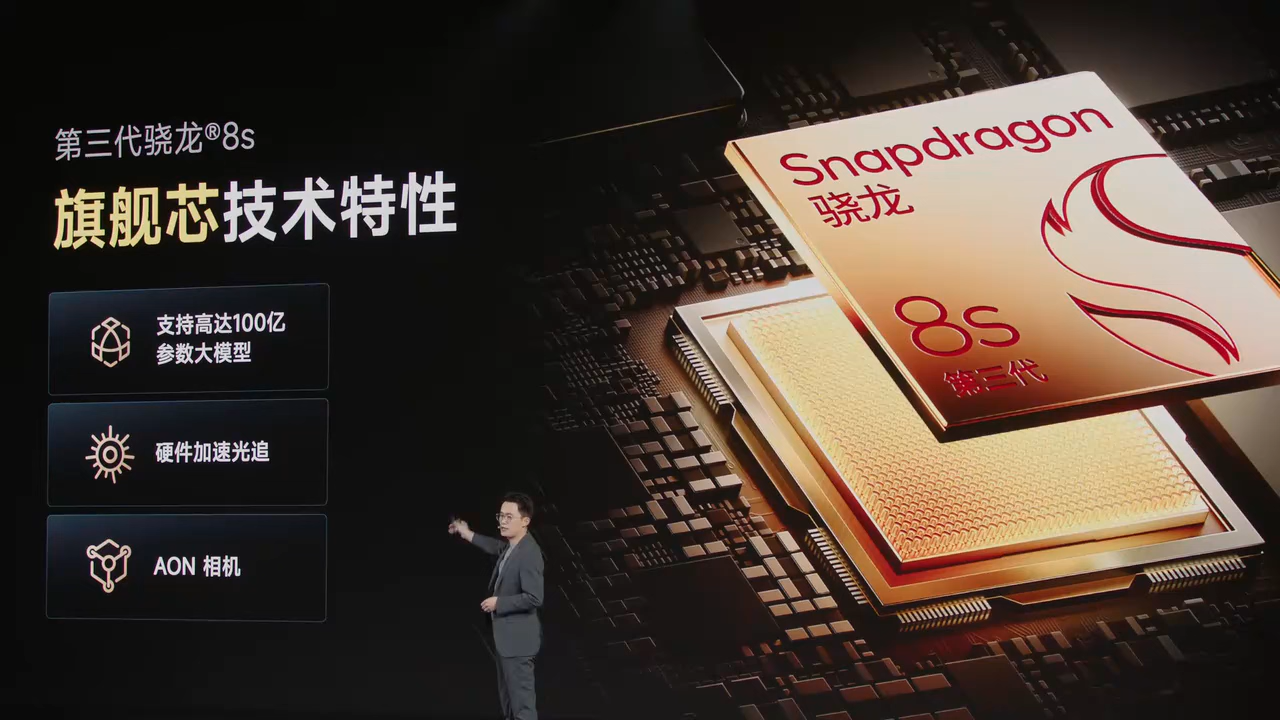 第三代骁龙®8s
旗舰芯技术特性
支持高达100亿
参数大模型
硬件加速光追
AON 相机
Snapdragon
骁龙
8s
第三代